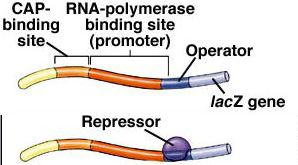 CAP-
binding
site
RNA-polymerase
binding site
(promoter)
Operator
lacZ gene
Repressor